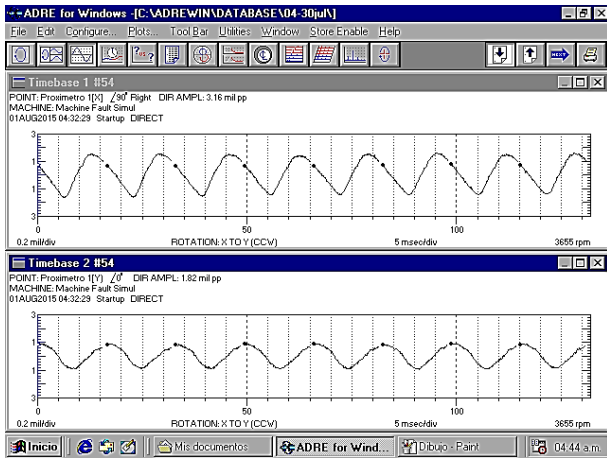 ADRE for Windows -[C:\ADREWIN\DATABASE\04-30jul\]
File Edit Configure... Plots... Tool Bar Utilities Window Store Enable Help
NEXT
Timebase 1 #54
POINT: Proximetro 1[X] ∠90° Right DIR AMPL: 3.16 mil pp
MACHINE: Machine Fault Simul
01AUG2015 04:32:29 Startup DIRECT
3
1
1
3
0 50 100
0.2 mil/div ROTATION: X TO Y (CCW) 5 msec/div 3655 rpm
Timebase 2 #54
POINT: Proximetro 1[Y] ∠0° DIR AMPL: 1.82 mil pp
MACHINE: Machine Fault Simul
01AUG2015 04:32:29 Startup DIRECT
3
1
1
3
0 50 100
0.2 mil/div ROTATION: X TO Y (CCW) 5 msec/div 3655 rpm
Inicio Mis documentos ADRE for Wind... Dibujo - Paint 04:44 a.m.